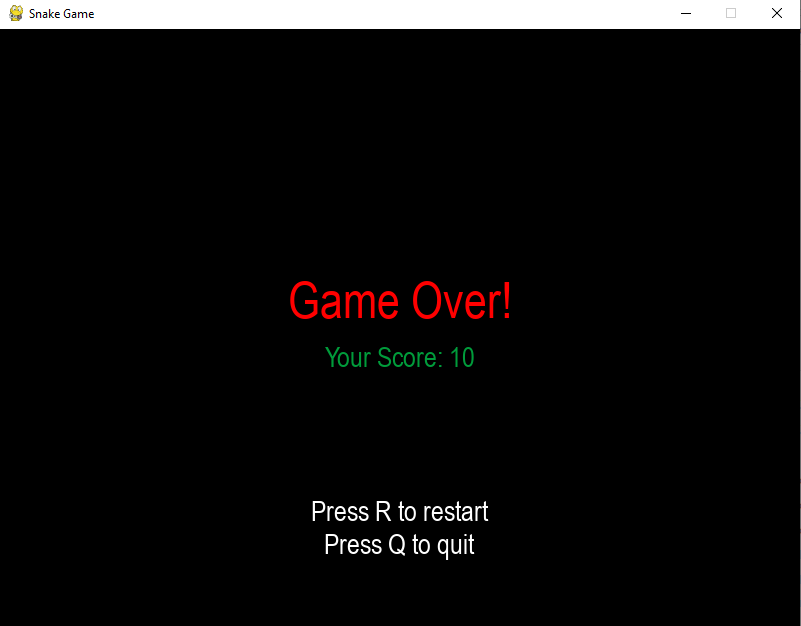 Snake Game
Game Over!
Your Score: 10
Press R to restart
Press Q to quit